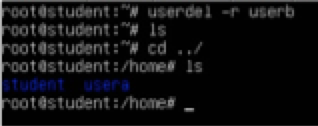 root@student:~# userdel -r userb
root@student:~# ls
root@student:~# cd ../
root@student:/home# ls
student  usera
root@student:/home# _